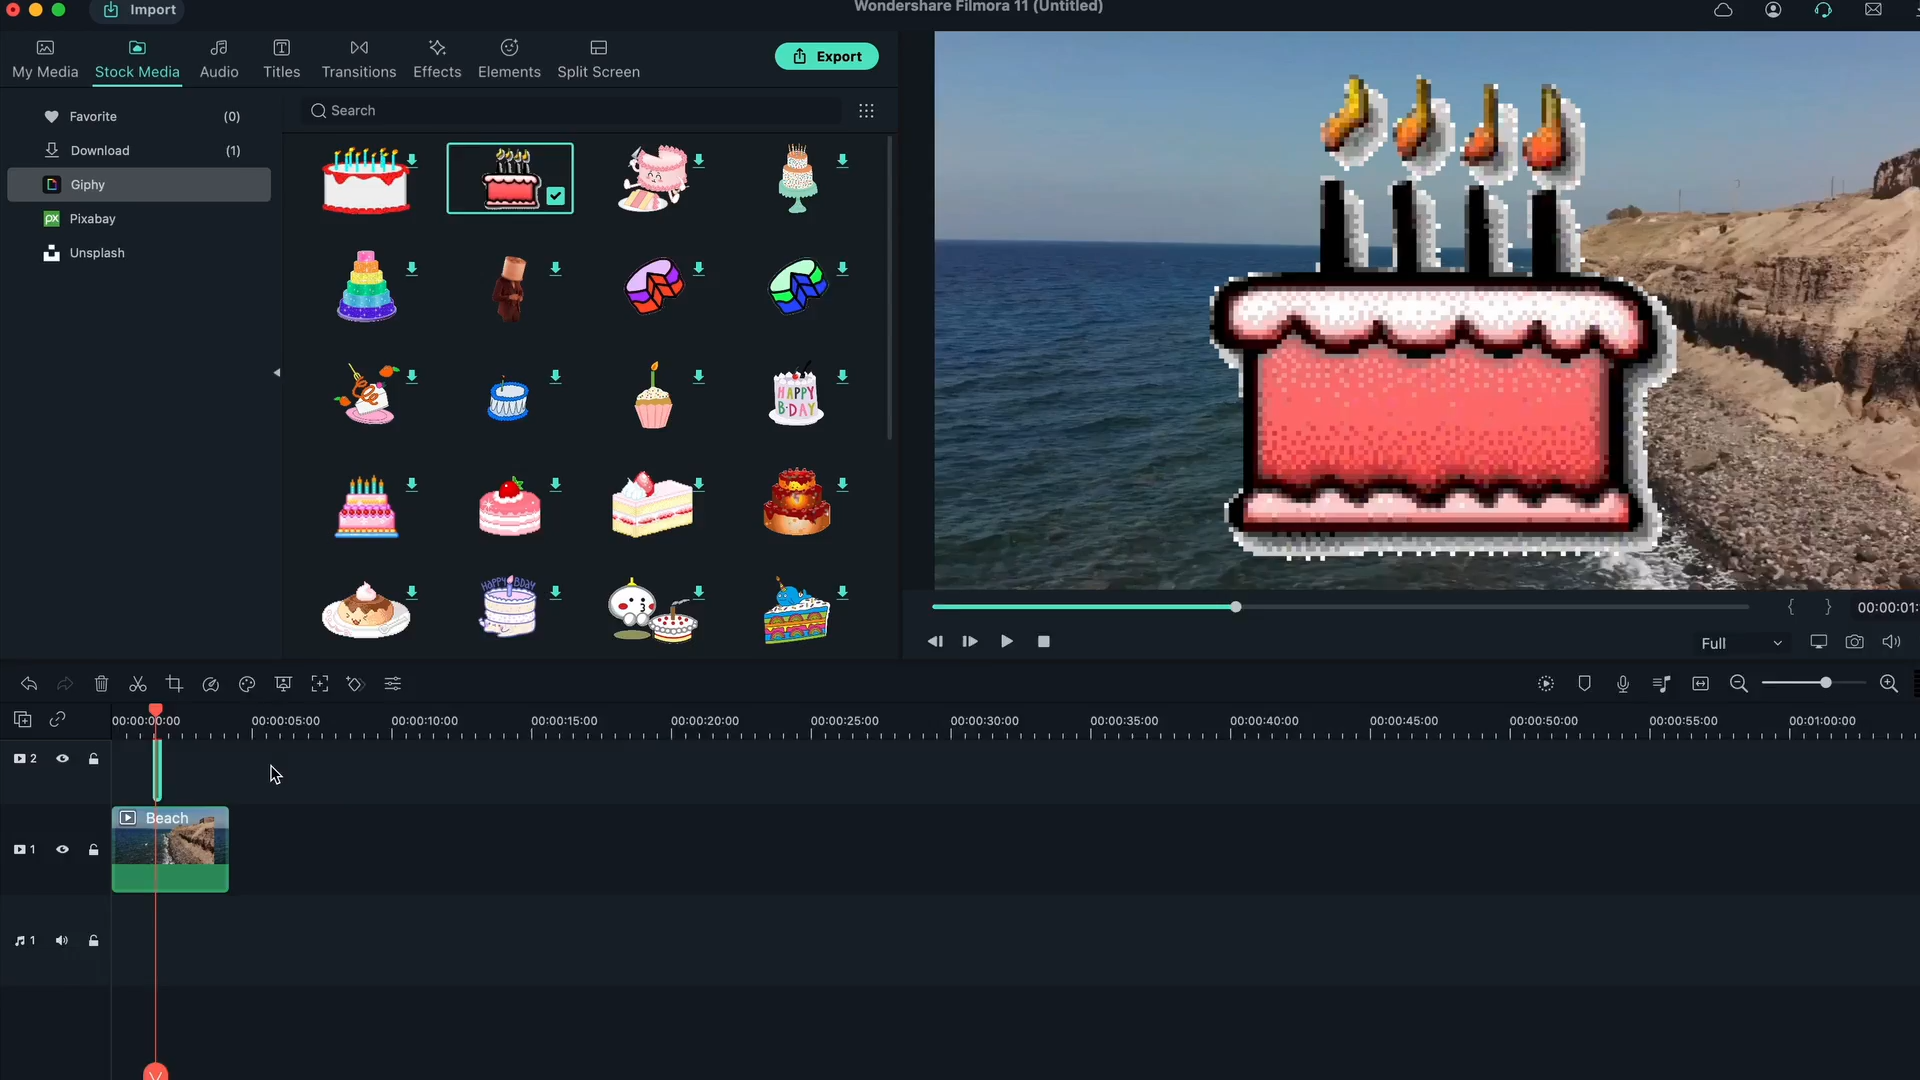 Wondershare Filmora 11 (Untitled)
Import
My Media
Stock Media
Audio
Titles
Transitions
Effects
Elements
Split Screen
Export
Favorite (0)
Download (1)
Giphy
Pixabay
Unsplash
Search
HAPPY
B-DAY
HAPPY BDAY
00:00:01:
Full
00:00:00:00
00:00:05:00
00:00:10:00
00:00:15:00
00:00:20:00
00:00:25:00
00:00:30:00
00:00:35:00
00:00:40:00
00:00:45:00
00:00:50:00
00:00:55:00
00:01:00:00
2
Beach
1
1